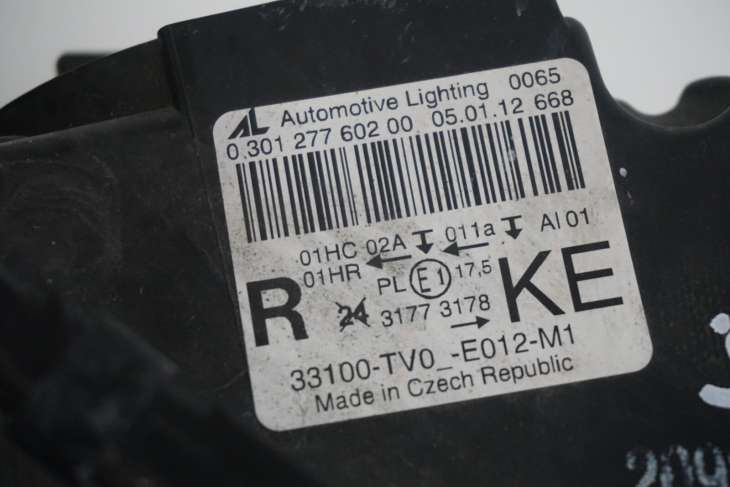 AL Automotive Lighting 0065
0 301 277 602 00 05.01.12 668
01HC 02A 011a AI 01
01HR
PL E1 17,5
R 24 3177 3178 KE
33100-TV0_-E012-M1
Made in Czech Republic